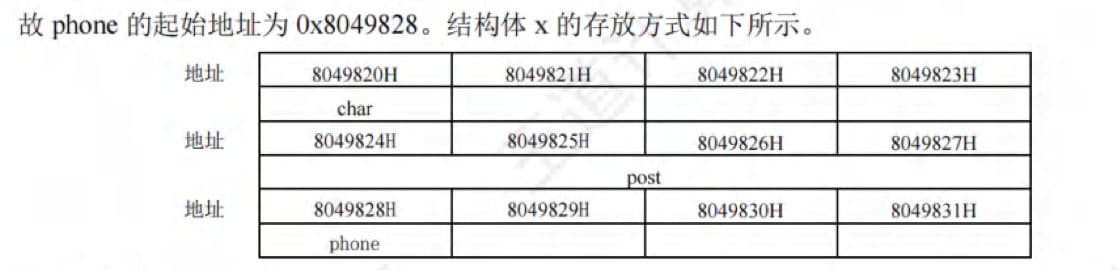 故 phone 的起始地址为 0x8049828。结构体 x 的存放方式如下所示。
地址 8049820H 8049821H 8049822H 8049823H
char
地址 8049824H 8049825H 8049826H 8049827H
post
地址 8049828H 8049829H 8049830H 8049831H
phone